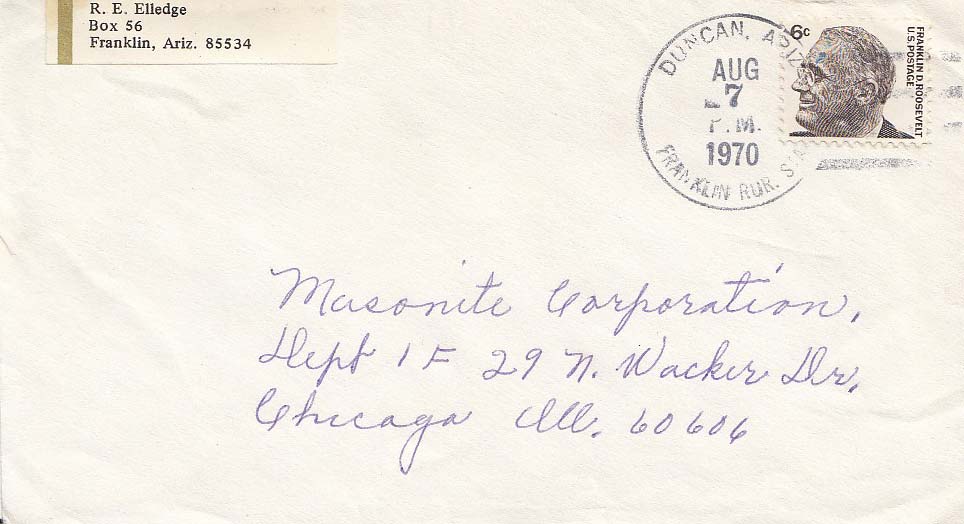 R. E. Elledge
Box 56
Franklin, Ariz. 85534
DUNCAN, ARIZ
AUG
7
P.M.
1970
FRANKLIN RUR. STA
6c
FRANKLIN D. ROOSEVELT
U.S. POSTAGE
Masonite Corporation,
Dept 1F 29 N. Wacker Dr.
Chicago Ill. 60606